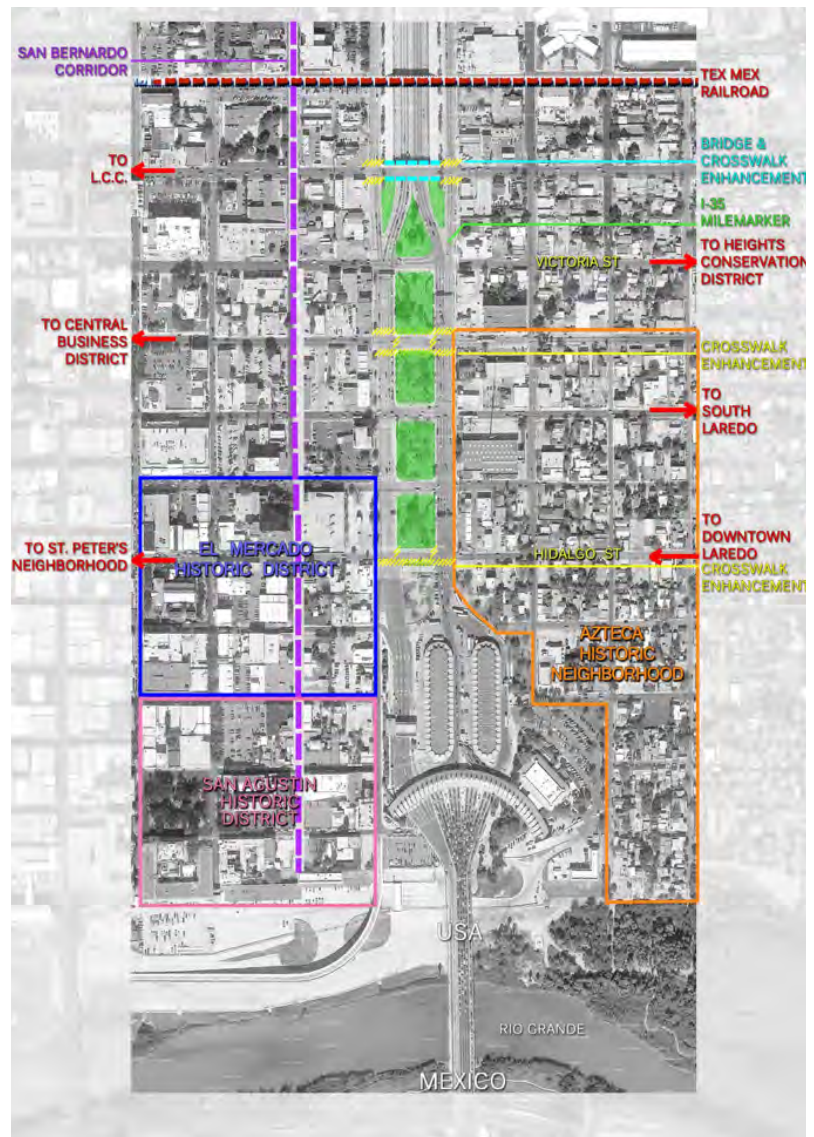 SAN BERNARDO
CORRIDOR
TEX MEX
RAILROAD
TO
L.C.C.
BRIDGE &
CROSSWALK
ENHANCEMENT
I-35
MILEMARKER
VICTORIA ST
TO HEIGHTS
CONSERVATION
DISTRICT
TO CENTRAL
BUSINESS
DISTRICT
CROSSWALK
ENHANCEMENT
TO
SOUTH
LAREDO
TO ST. PETER'S
NEIGHBORHOOD
EL MERCADO
HISTORIC DISTRICT
HIDALGO ST
TO
DOWNTOWN
LAREDO
CROSSWALK
ENHANCEMENT
AZTECA
HISTORIC
NEIGHBORHOOD
SAN AGUSTIN
HISTORIC
DISTRICT
USA
RIO GRANDE
MEXICO